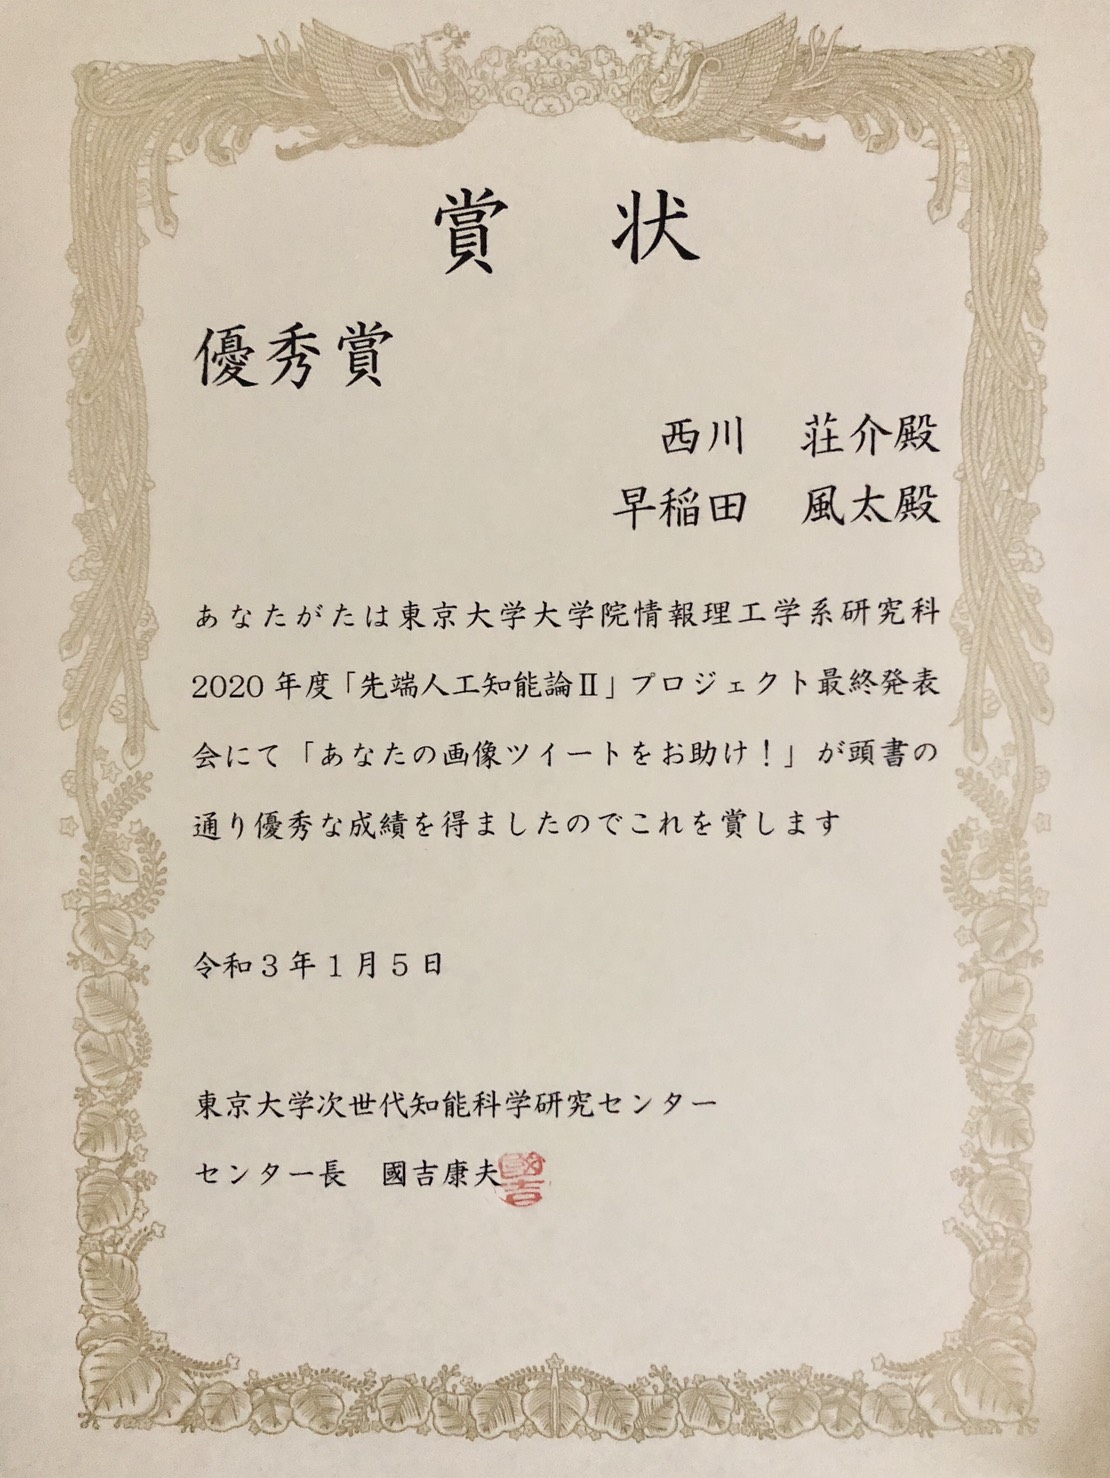 賞　状
優秀賞
西川　荘介殿
早稲田　風太殿
あなたがたは東京大学大学院情報理工学系研究科
2020年度「先端人工知能論Ⅱ」プロジェクト最終発表
会にて「あなたの画像ツイートをお助け！」が頭書の
通り優秀な成績を得ましたのでこれを賞します
令和３年１月５日
東京大学次世代知能科学研究センター
センター長　國吉康夫
國吉